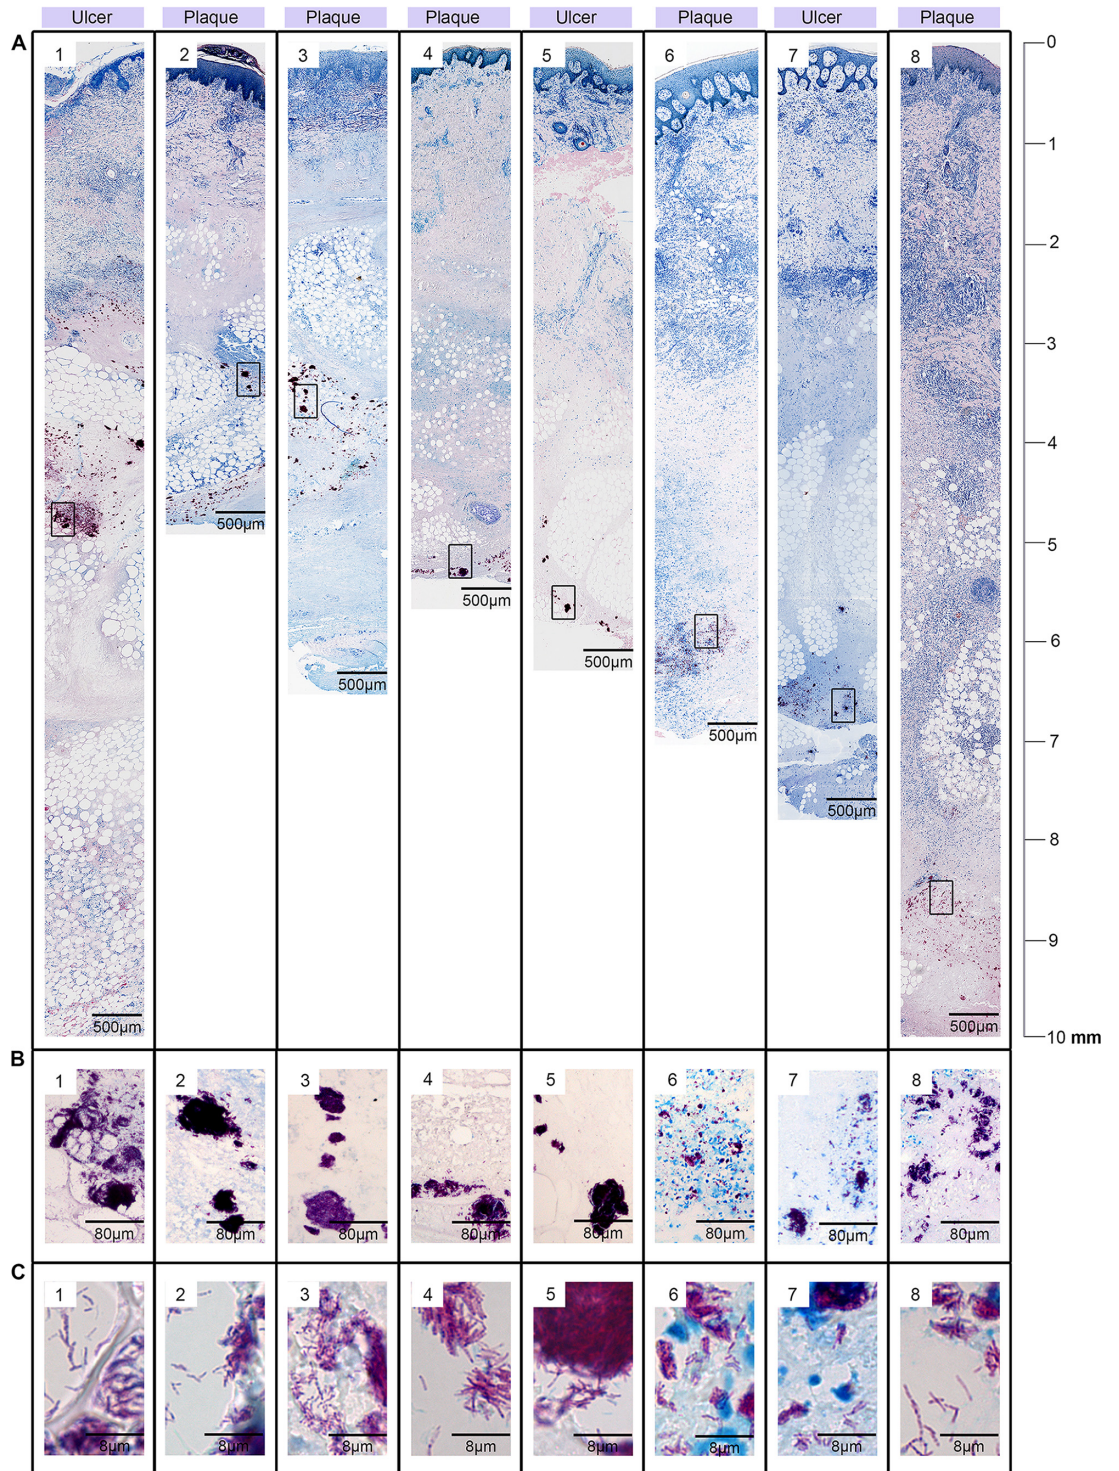 Ulcer Plaque Plaque Plaque Ulcer Plaque Ulcer Plaque
A
1 2 3 4 5 6 7 8
0
1
2
3
4
5
6
7
8
9
10 mm
500µm
500µm
500µm
500µm
500µm
500µm
500µm
500µm
B
1 2 3 4 5 6 7 8
80µm 80µm 80µm 80µm 80µm 80µm 80µm 80µm
C
1 2 3 4 5 6 7 8
8µm 8µm 8µm 8µm 8µm 8µm 8µm 8µm